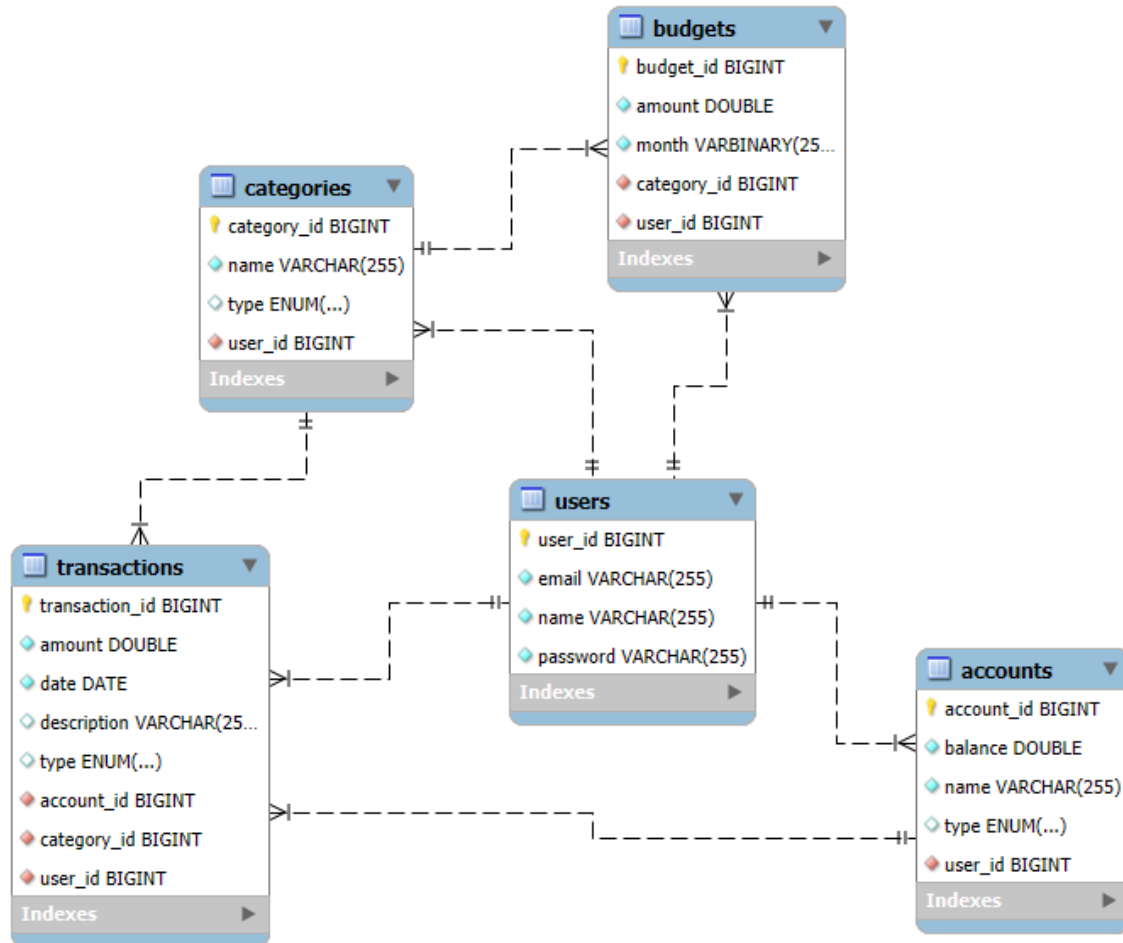 budgets
budget_id BIGINT
amount DOUBLE
month VARBINARY(25...
category_id BIGINT
user_id BIGINT
Indexes
categories
category_id BIGINT
name VARCHAR(255)
type ENUM(...)
user_id BIGINT
Indexes
users
user_id BIGINT
email VARCHAR(255)
name VARCHAR(255)
password VARCHAR(255)
Indexes
transactions
transaction_id BIGINT
amount DOUBLE
date DATE
description VARCHAR(25...
type ENUM(...)
account_id BIGINT
category_id BIGINT
user_id BIGINT
Indexes
accounts
account_id BIGINT
balance DOUBLE
name VARCHAR(255)
type ENUM(...)
user_id BIGINT
Indexes